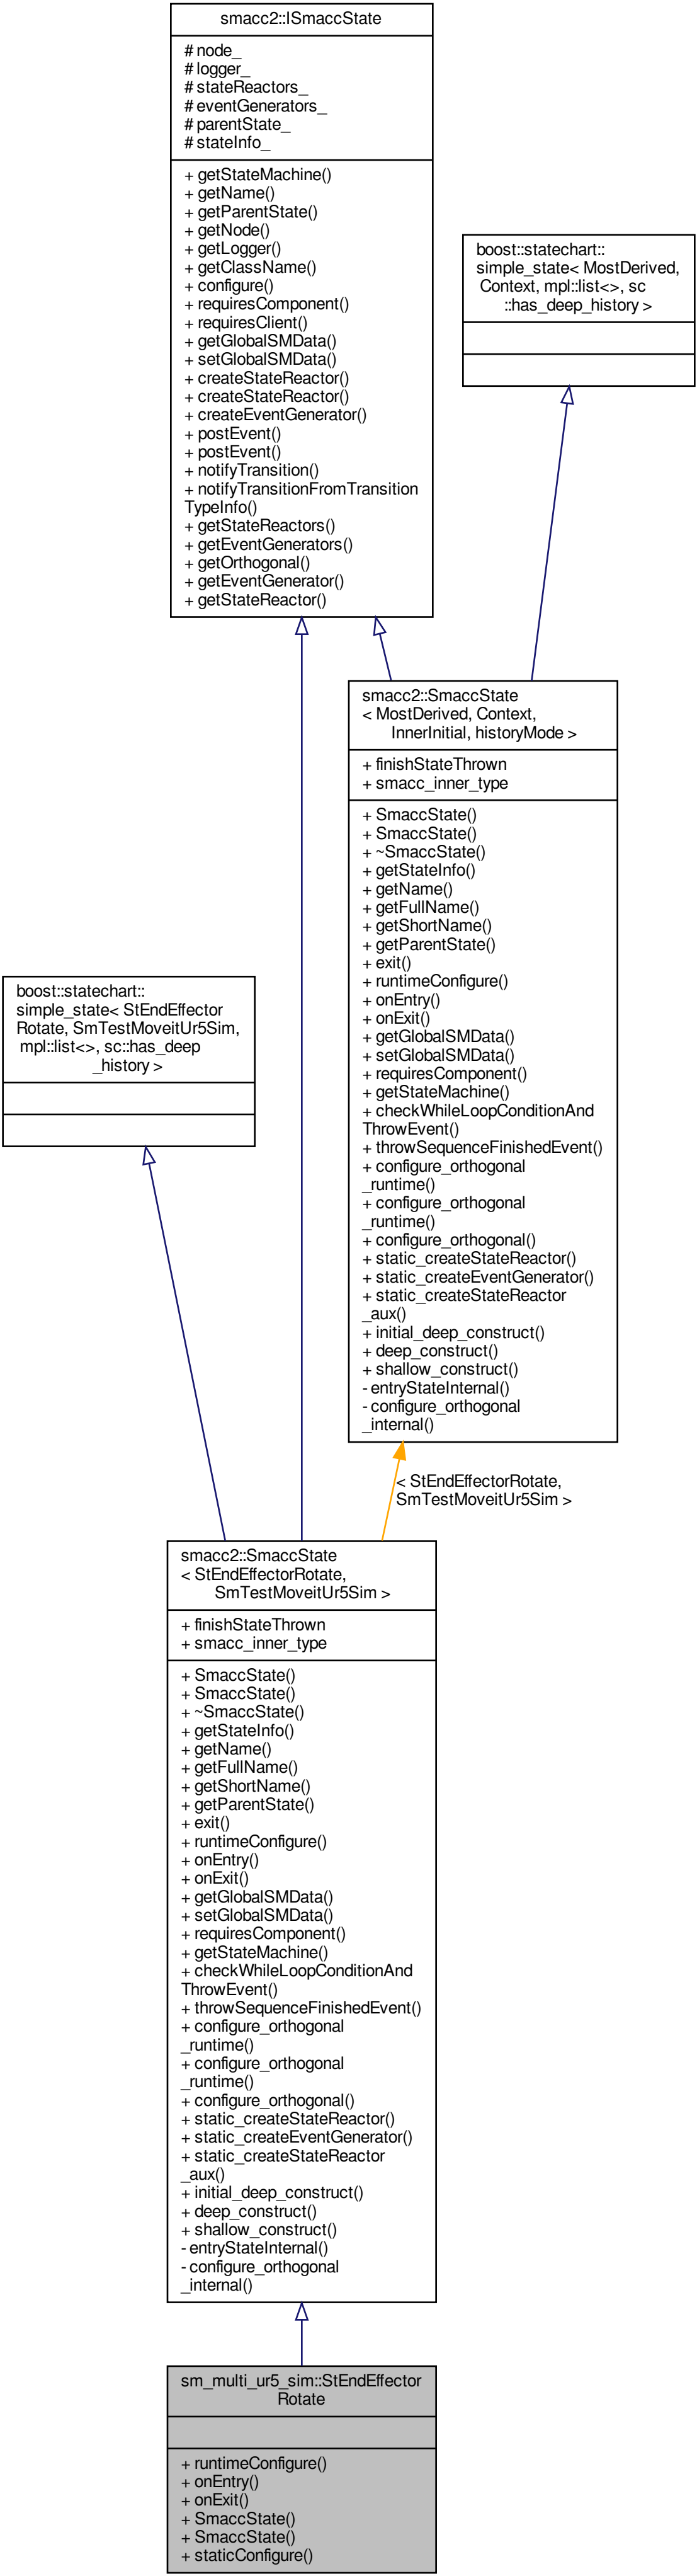 smacc2::ISmaccState
# node_
# logger_
# stateReactors_
# eventGenerators_
# parentState_
# stateInfo_
+ getStateMachine()
+ getName()
+ getParentState()
+ getNode()
+ getLogger()
+ getClassName()
+ configure()
+ requiresComponent()
+ requiresClient()
+ getGlobalSMData()
+ setGlobalSMData()
+ createStateReactor()
+ createStateReactor()
+ createEventGenerator()
+ postEvent()
+ postEvent()
+ notifyTransition()
+ notifyTransitionFromTransition
TypeInfo()
+ getStateReactors()
+ getEventGenerators()
+ getOrthogonal()
+ getEventGenerator()
+ getStateReactor()
boost::statechart::
simple_state< MostDerived,
Context, mpl::list<>, sc
::has_deep_history >
smacc2::SmaccState
< MostDerived, Context,
InnerInitial, historyMode >
+ finishStateThrown
+ smacc_inner_type
+ SmaccState()
+ SmaccState()
+ ~SmaccState()
+ getStateInfo()
+ getName()
+ getFullName()
+ getShortName()
+ getParentState()
+ exit()
+ runtimeConfigure()
+ onEntry()
+ onExit()
+ getGlobalSMData()
+ setGlobalSMData()
+ requiresComponent()
+ getStateMachine()
+ checkWhileLoopConditionAnd
ThrowEvent()
+ throwSequenceFinishedEvent()
+ configure_orthogonal
_runtime()
+ configure_orthogonal
_runtime()
+ configure_orthogonal()
+ static_createStateReactor()
+ static_createEventGenerator()
+ static_createStateReactor
_aux()
+ initial_deep_construct()
+ deep_construct()
+ shallow_construct()
- entryStateInternal()
- configure_orthogonal
_internal()
boost::statechart::
simple_state< StEndEffector
Rotate, SmTestMoveitUr5Sim,
mpl::list<>, sc::has_deep
_history >
< StEndEffectorRotate,
SmTestMoveitUr5Sim >
smacc2::SmaccState
< StEndEffectorRotate,
SmTestMoveitUr5Sim >
+ finishStateThrown
+ smacc_inner_type
+ SmaccState()
+ SmaccState()
+ ~SmaccState()
+ getStateInfo()
+ getName()
+ getFullName()
+ getShortName()
+ getParentState()
+ exit()
+ runtimeConfigure()
+ onEntry()
+ onExit()
+ getGlobalSMData()
+ setGlobalSMData()
+ requiresComponent()
+ getStateMachine()
+ checkWhileLoopConditionAnd
ThrowEvent()
+ throwSequenceFinishedEvent()
+ configure_orthogonal
_runtime()
+ configure_orthogonal
_runtime()
+ configure_orthogonal()
+ static_createStateReactor()
+ static_createEventGenerator()
+ static_createStateReactor
_aux()
+ initial_deep_construct()
+ deep_construct()
+ shallow_construct()
- entryStateInternal()
- configure_orthogonal
_internal()
sm_multi_ur5_sim::StEndEffector
Rotate
+ runtimeConfigure()
+ onEntry()
+ onExit()
+ SmaccState()
+ SmaccState()
+ staticConfigure()